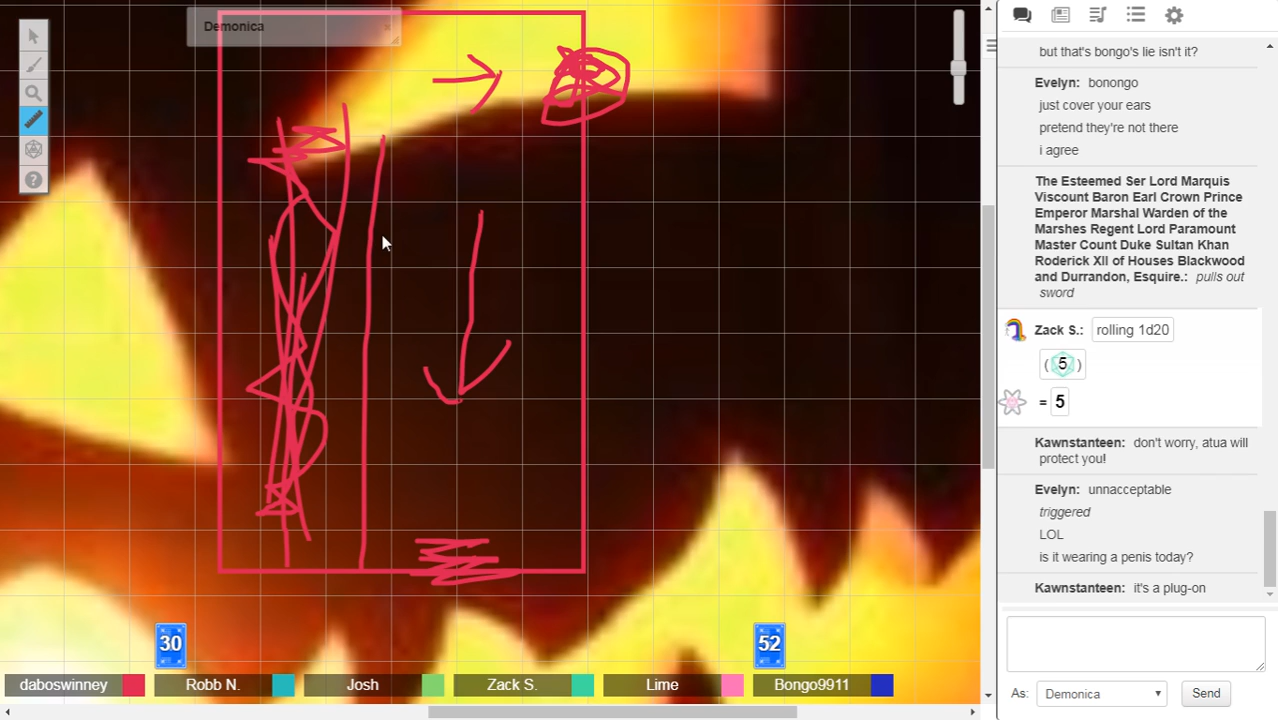 Demonica
but that's bongo's lie isn't it?
Evelyn: bonongo
just cover your ears
pretend they're not there
i agree
The Esteemed Ser Lord Marquis
Viscount Baron Earl Crown Prince
Emperor Marshal Warden of the
Marshes Regent Lord Paramount
Master Count Duke Sultan Khan
Roderick XII of Houses Blackwood
and Durrandon, Esquire.: pulls out
sword
Zack S.: rolling 1d20
(5)
= 5
Kawnstanteen: don't worry, atua will
protect you!
Evelyn: unnacceptable
triggered
LOL
is it wearing a penis today?
Kawnstanteen: it's a plug-on
30
52
daboswinney
Robb N.
Josh
Zack S.
Lime
Bongo9911
As: Demonica
Send